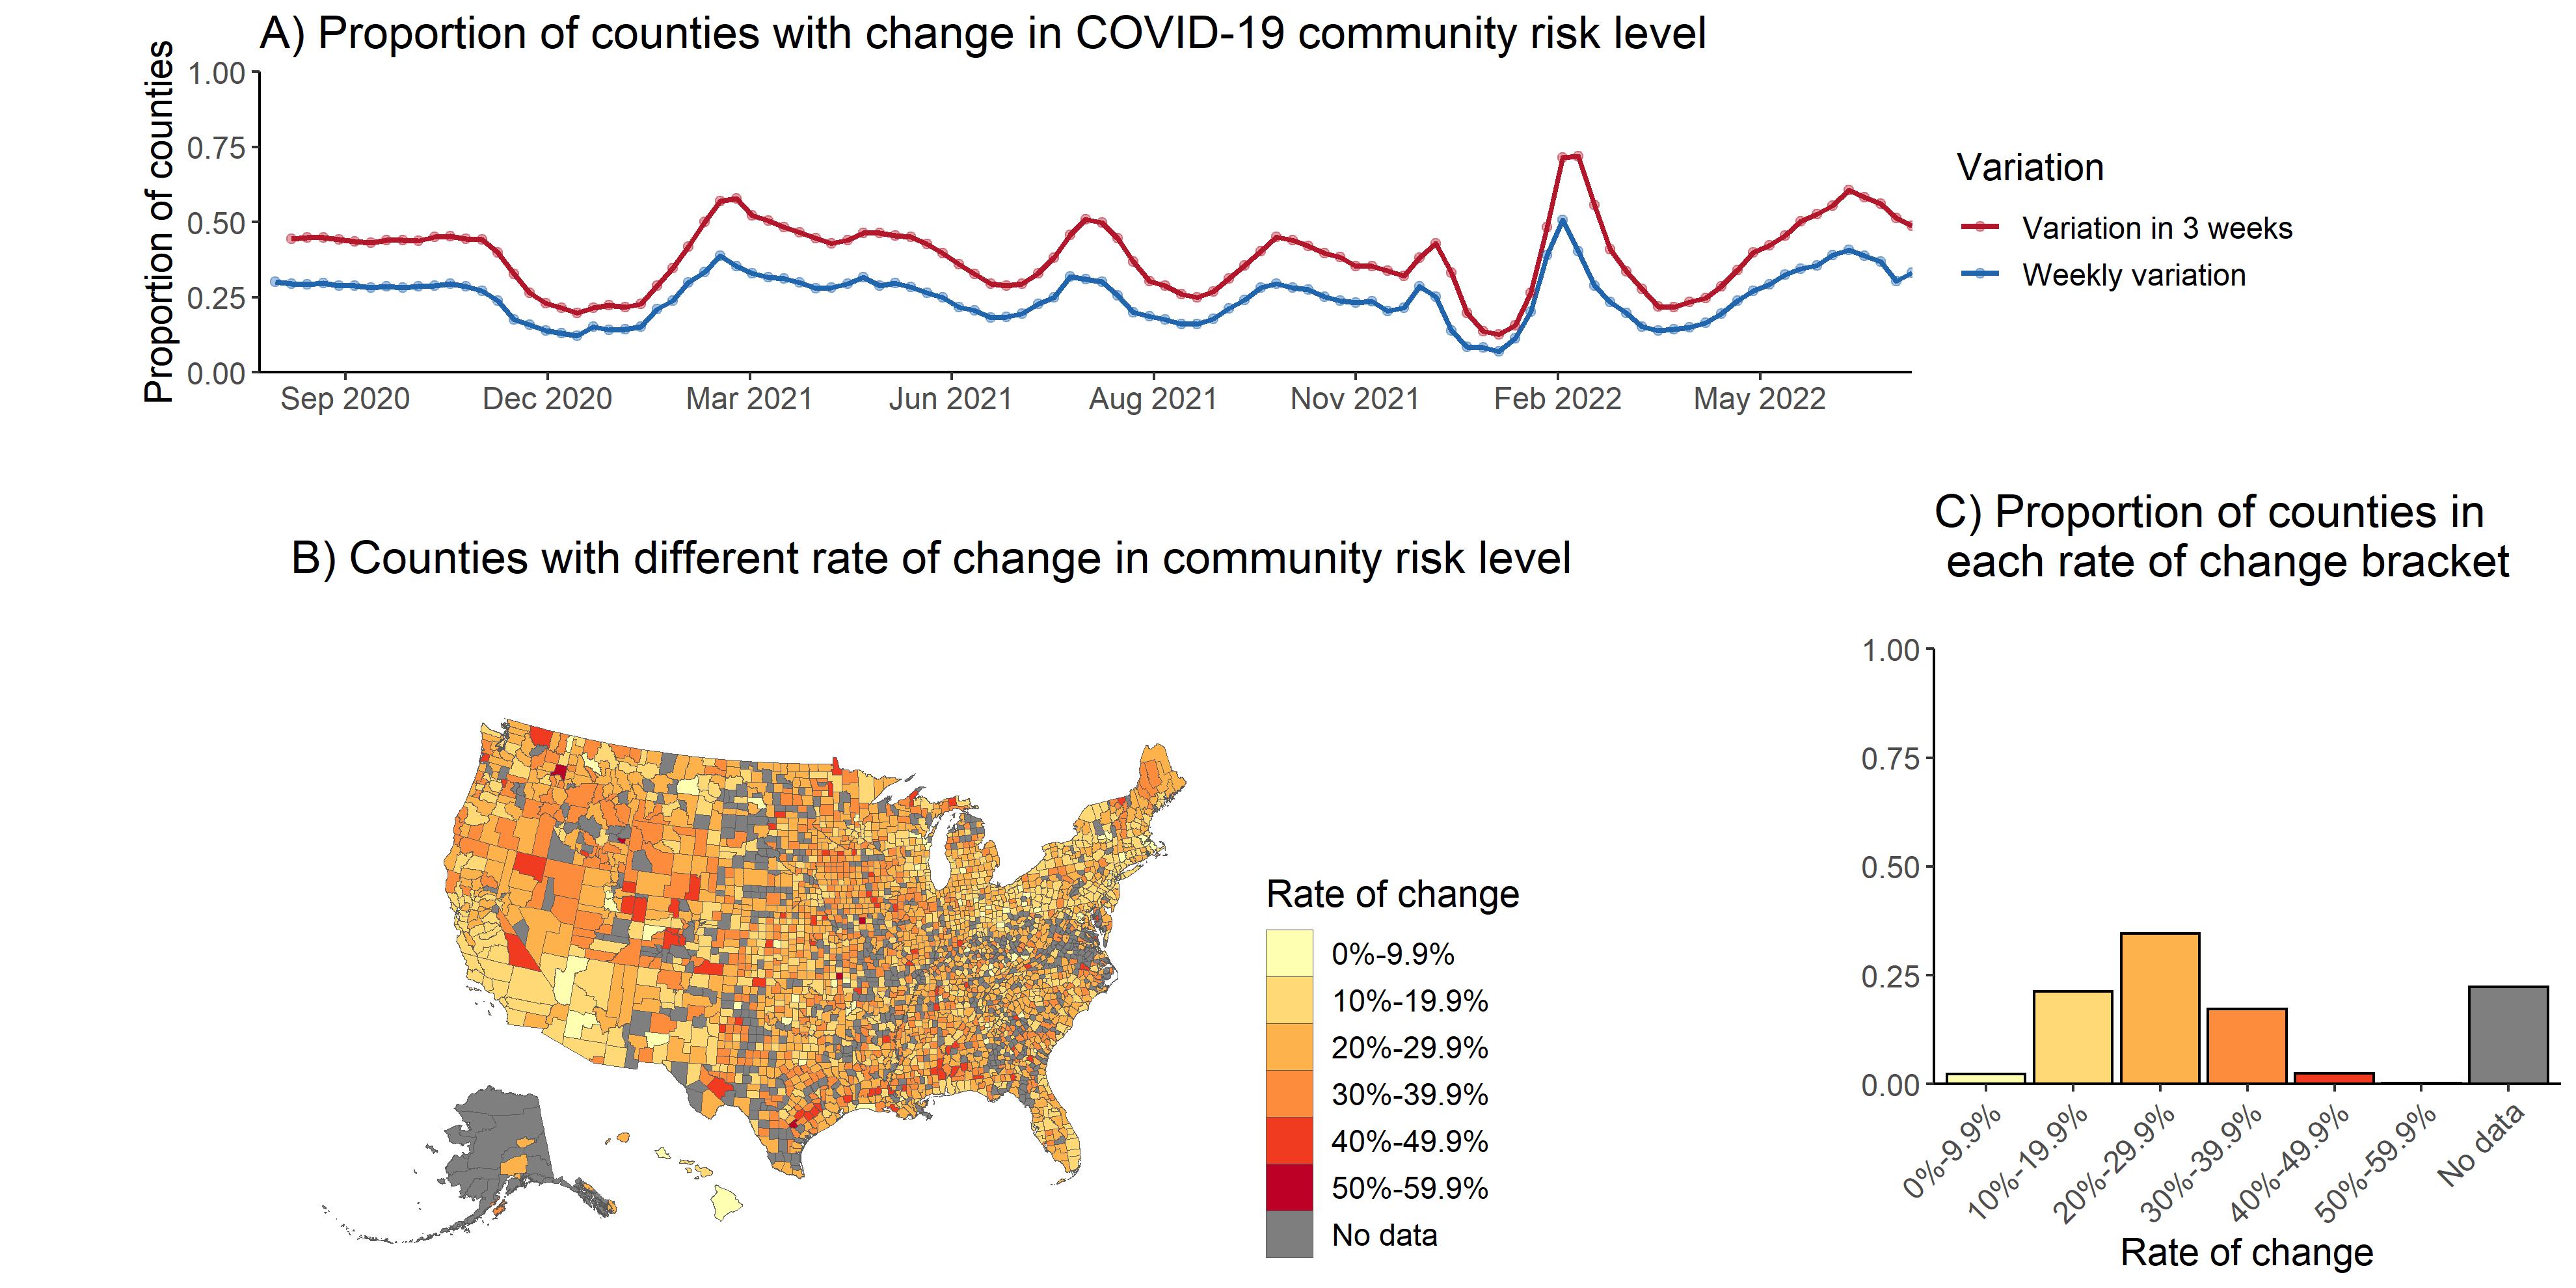 A) Proportion of counties with change in COVID-19 community risk level
Proportion of counties
1.00
0.75
0.50
0.25
0.00
Sep 2020
Dec 2020
Mar 2021
Jun 2021
Aug 2021
Nov 2021
Feb 2022
May 2022
Variation
Variation in 3 weeks
Weekly variation
B) Counties with different rate of change in community risk level
Rate of change
0%-9.9%
10%-19.9%
20%-29.9%
30%-39.9%
40%-49.9%
50%-59.9%
No data
C) Proportion of counties in
each rate of change bracket
1.00
0.75
0.50
0.25
0.00
0%-9.9%
10%-19.9%
20%-29.9%
30%-39.9%
40%-49.9%
50%-59.9%
No data
Rate of change